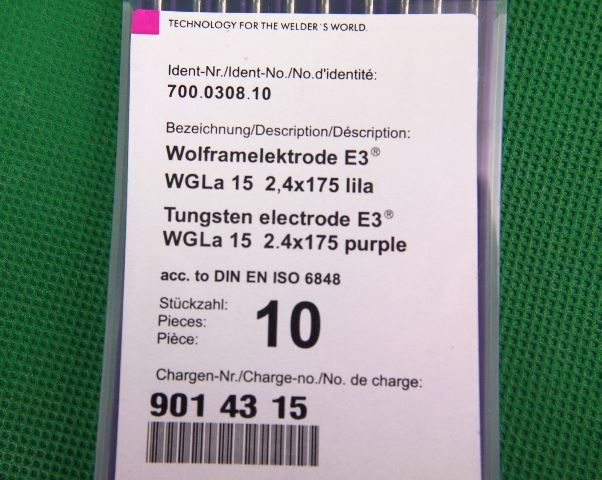 TECHNOLOGY FOR THE WELDER´S WORLD.
Ident-Nr./Ident-No./No.d'identité:
700.0308.10
Bezeichnung/Description/Déscription:
Wolframelektrode E3®
WGLa 15 2,4x175 lila
Tungsten electrode E3®
WGLa 15 2.4x175 purple
acc. to DIN EN ISO 6848
Stückzahl:
Pieces:
Pièce:
10
Chargen-Nr./Charge-no./No. de charge:
901 43 15